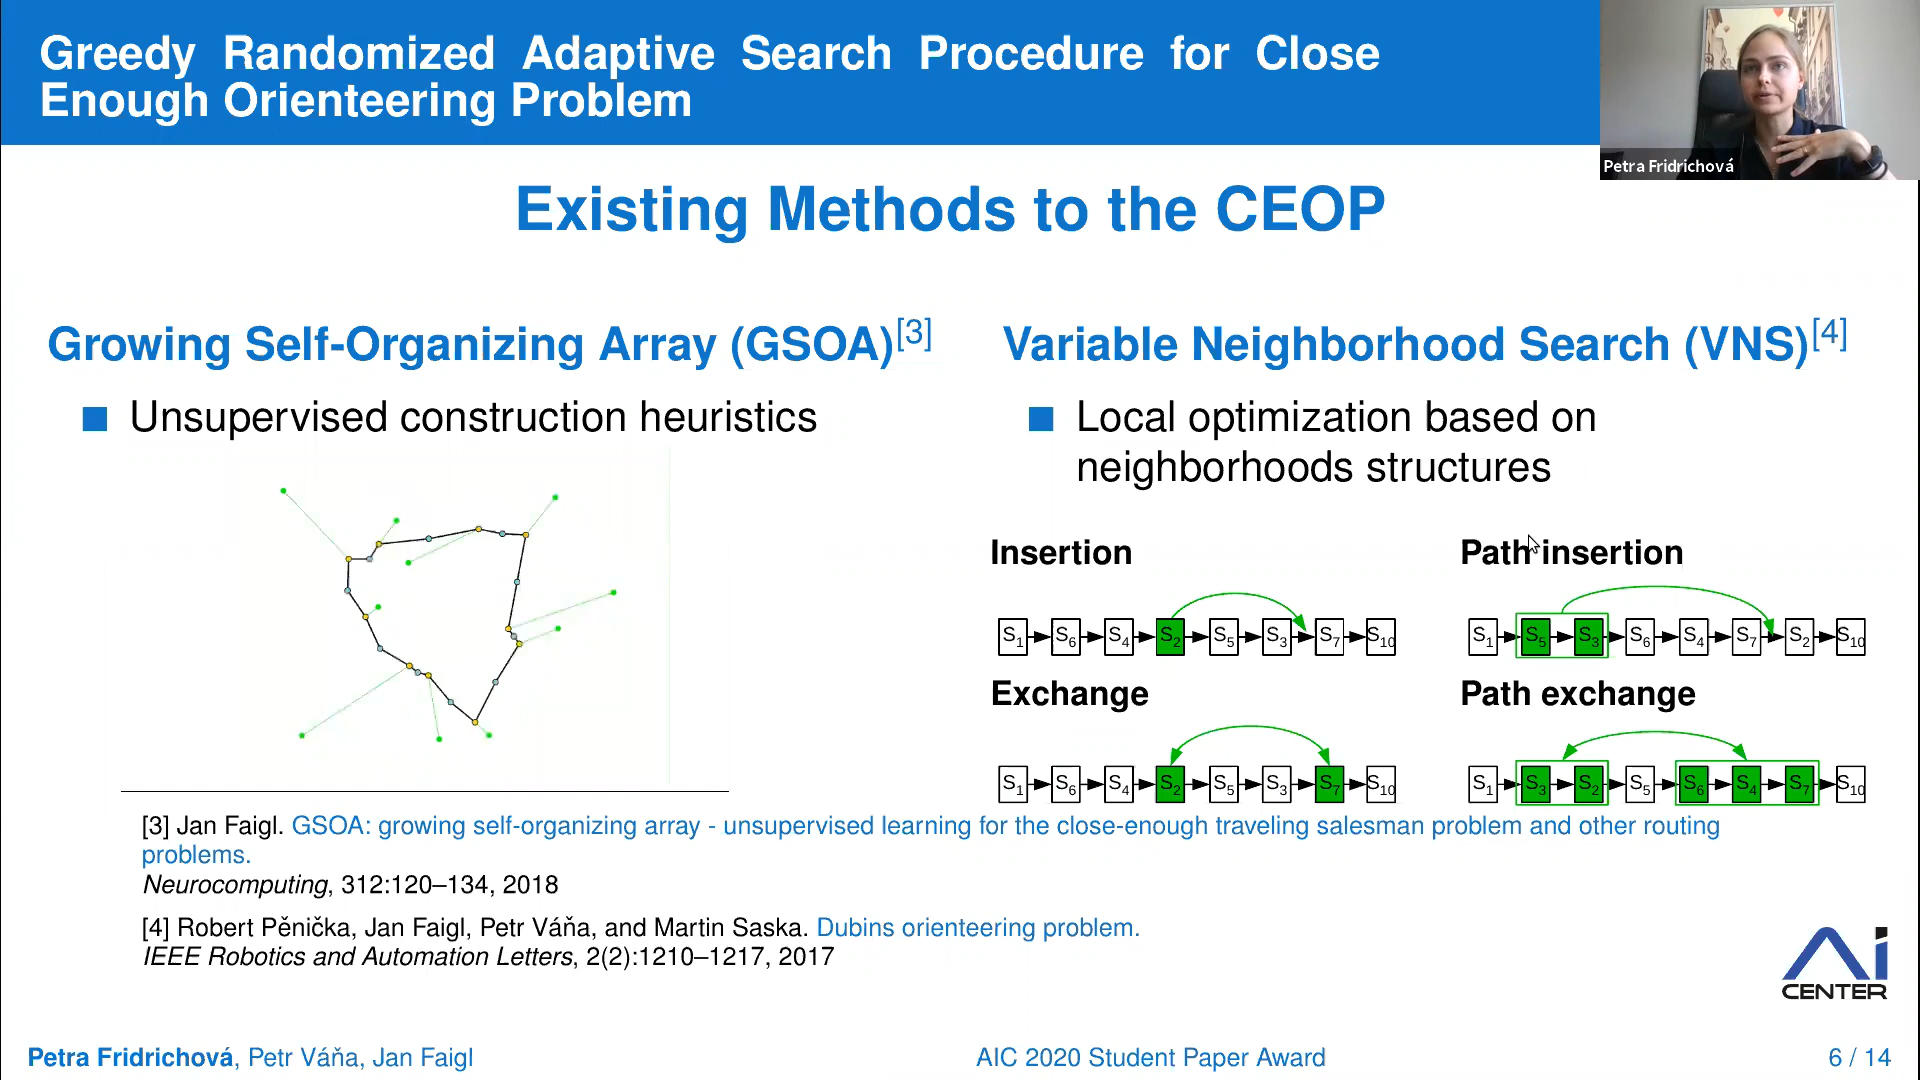 Greedy Randomized Adaptive Search Procedure for Close
Enough Orienteering Problem
Petra Fridrichová
Existing Methods to the CEOP
Growing Self-Organizing Array (GSOA)[3]
Unsupervised construction heuristics
Variable Neighborhood Search (VNS)[4]
Local optimization based on
neighborhoods structures
Insertion
S1 S6 S4 S2 S5 S3 S7 S10
Path insertion
S1 S5 S3 S6 S4 S7 S2 S10
Exchange
S1 S6 S4 S2 S5 S3 S7 S10
Path exchange
S1 S3 S2 S5 S6 S4 S7 S10
[3] Jan Faigl. GSOA: growing self-organizing array - unsupervised learning for the close-enough traveling salesman problem and other routing
problems.
Neurocomputing, 312:120–134, 2018
[4] Robert Pěnička, Jan Faigl, Petr Váňa, and Martin Saska. Dubins orienteering problem.
IEEE Robotics and Automation Letters, 2(2):1210–1217, 2017
Ai
CENTER
Petra Fridrichová, Petr Váňa, Jan Faigl
AIC 2020 Student Paper Award
6 / 14